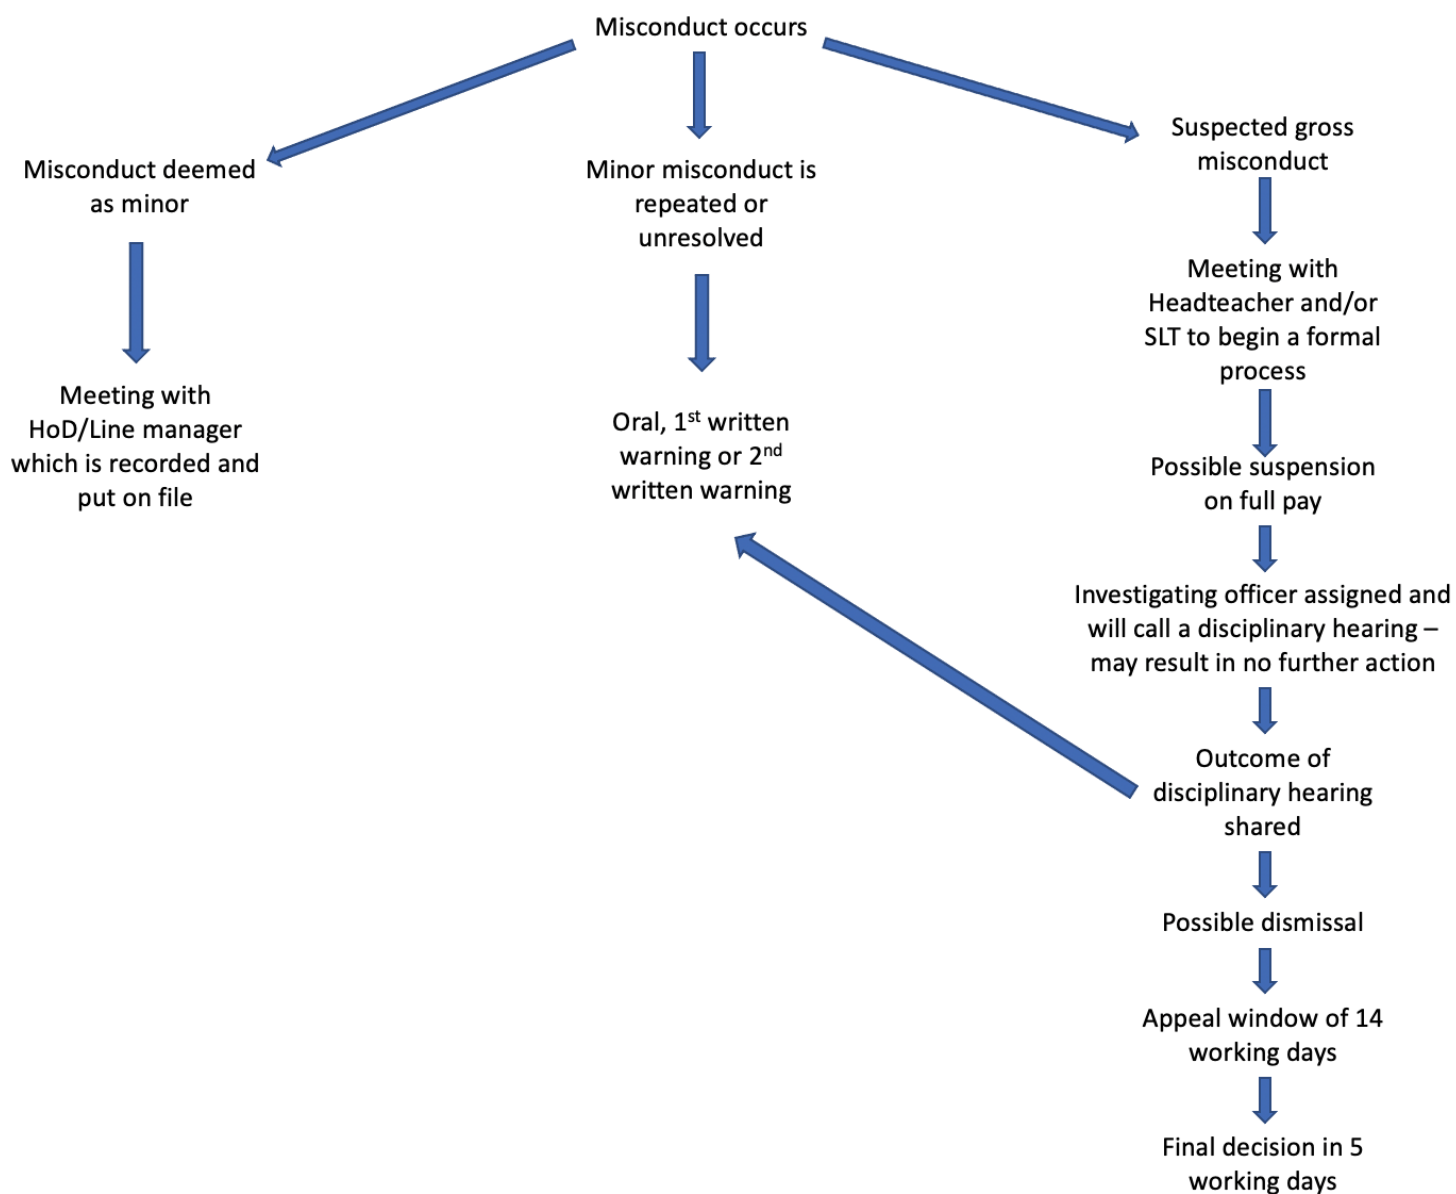 Misconduct occurs
Misconduct deemed
as minor
Meeting with
HoD/Line manager
which is recorded and
put on file
Minor misconduct is
repeated or
unresolved
Oral, 1st written
warning or 2nd
written warning
Suspected gross
misconduct
Meeting with
Headteacher and/or
SLT to begin a formal
process
Possible suspension
on full pay
Investigating officer assigned and
will call a disciplinary hearing –
may result in no further action
Outcome of
disciplinary hearing
shared
Possible dismissal
Appeal window of 14
working days
Final decision in 5
working days